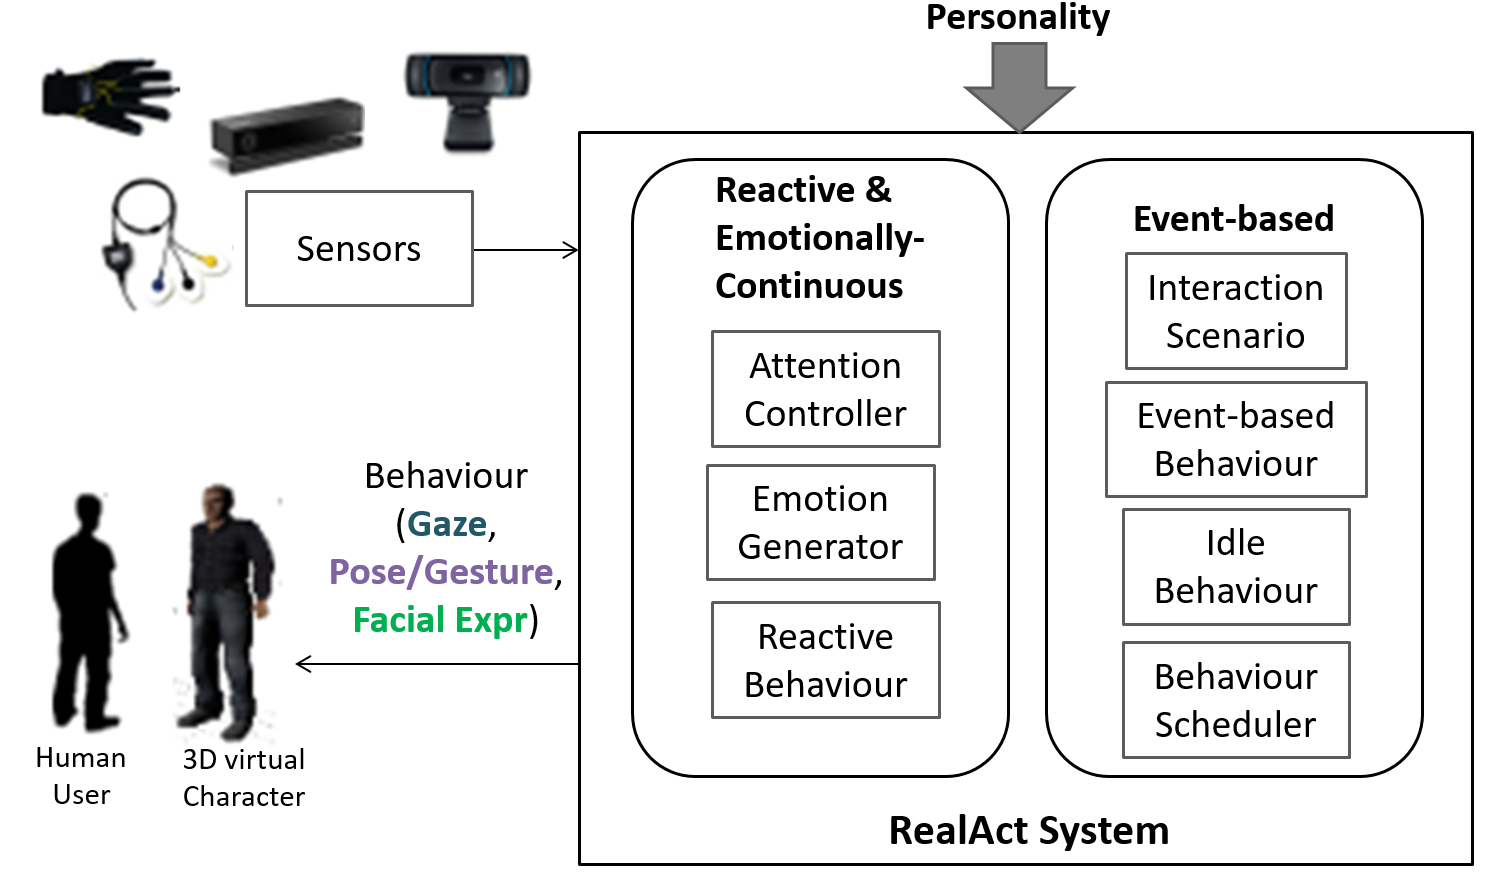 Personality
Sensors
Reactive &
Emotionally-
Continuous
Attention
Controller
Emotion
Generator
Reactive
Behaviour
Event-based
Interaction
Scenario
Event-based
Behaviour
Idle
Behaviour
Behaviour
Scheduler
RealAct System
Behaviour
(Gaze,
Pose/Gesture,
Facial Expr)
Human
User
3D virtual
Character